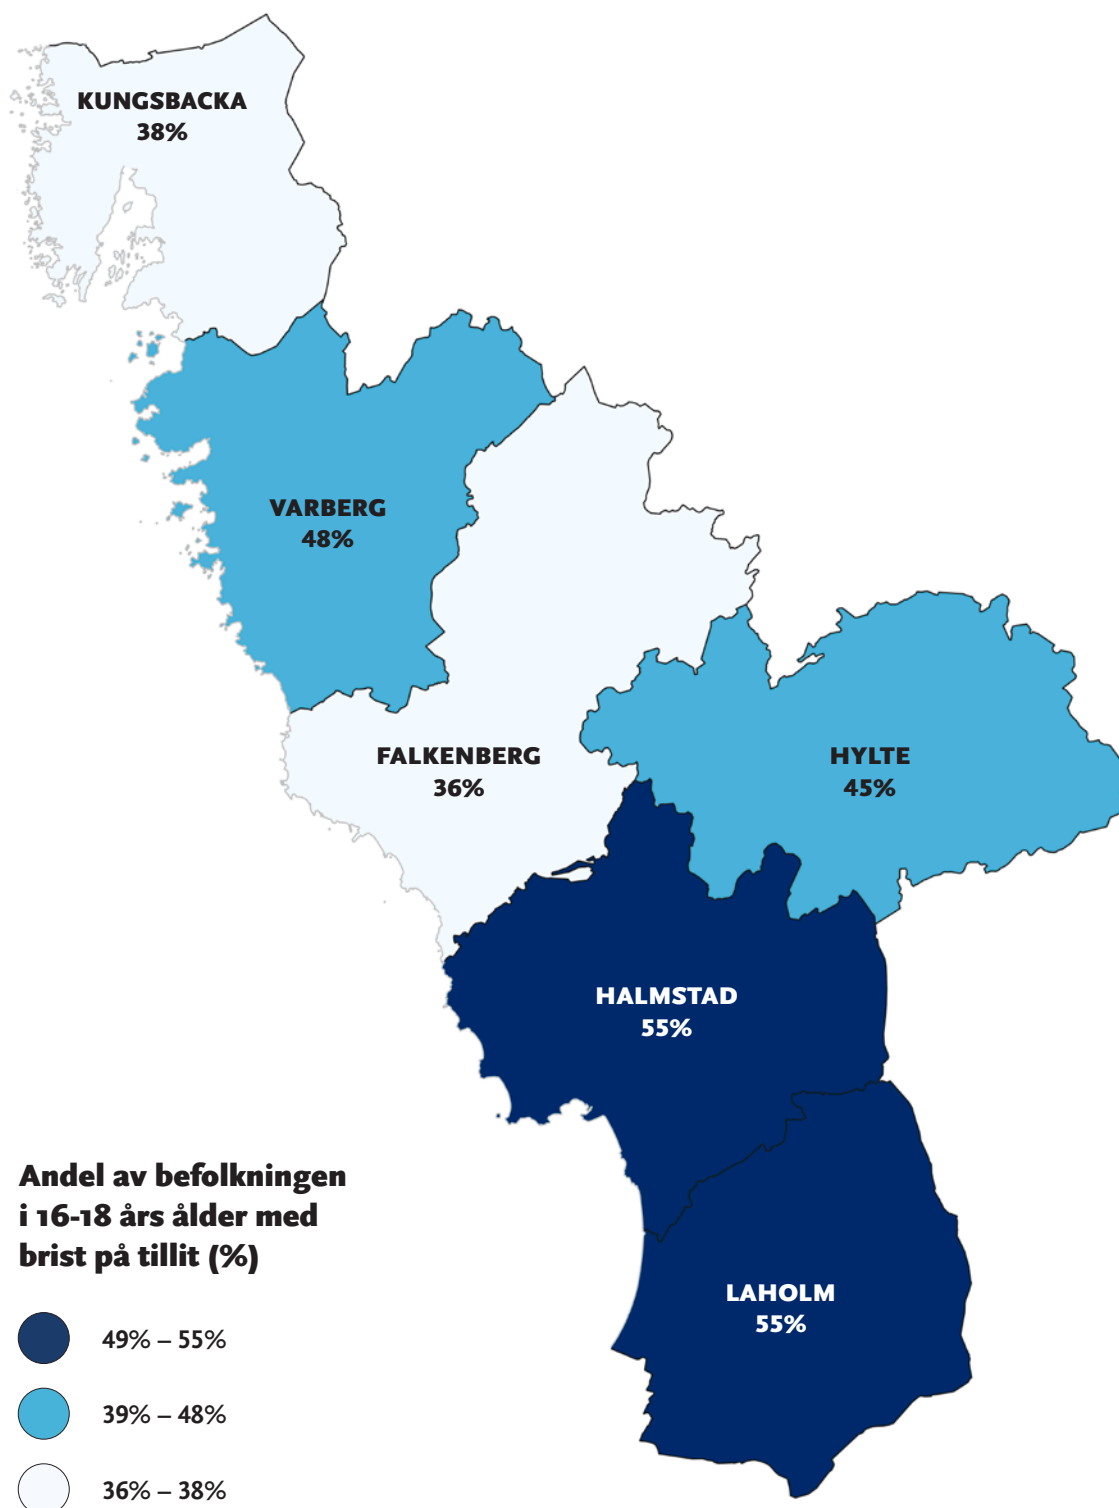 KUNGSBACKA
38%
VARBERG
48%
FALKENBERG
36%
HYLTE
45%
HALMSTAD
55%
LAHOLM
55%
Andel av befolkningen
i 16-18 års ålder med
brist på tillit (%)
49% – 55%
39% – 48%
36% – 38%